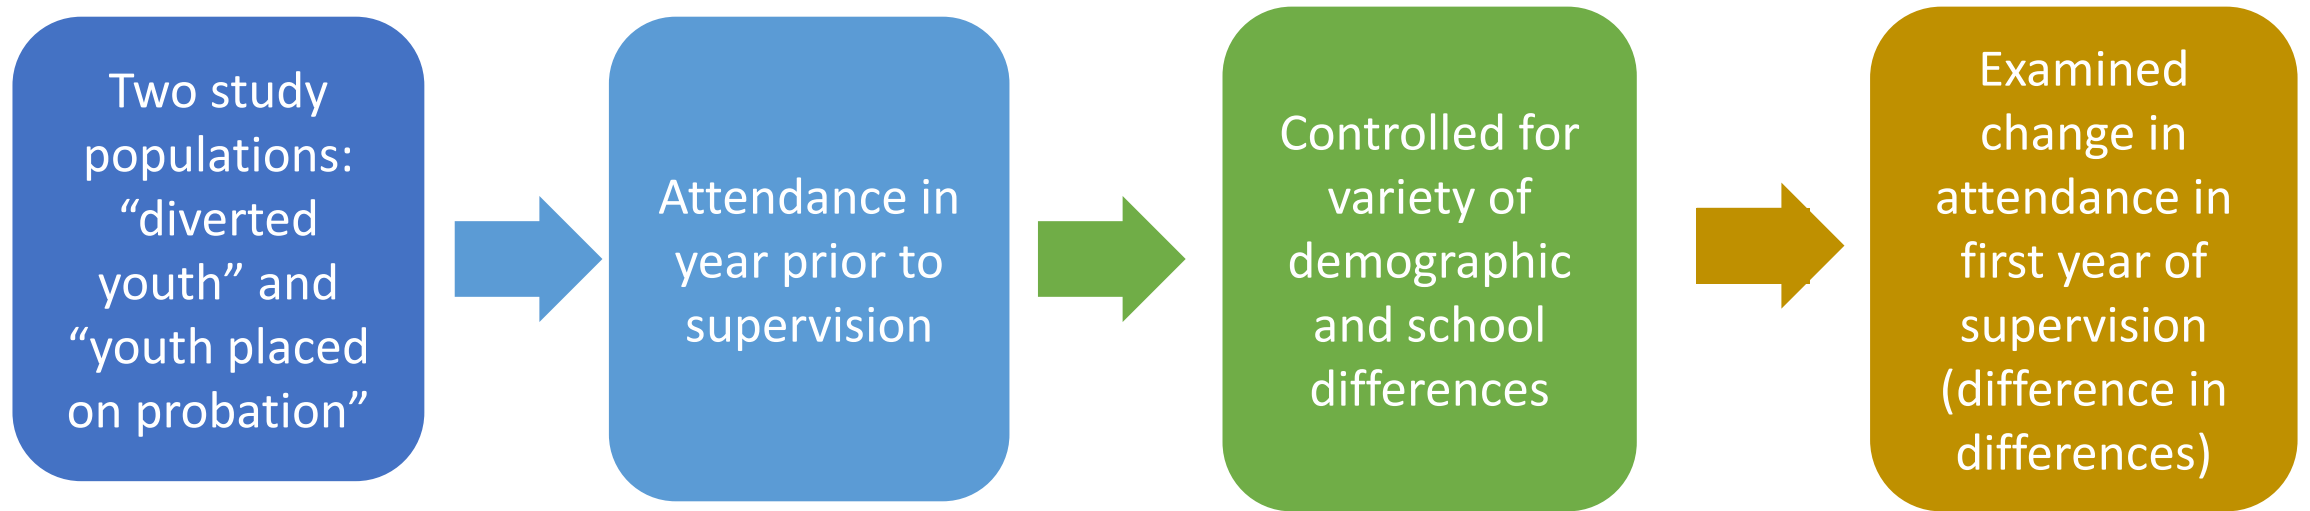 Two study
populations:
“diverted
youth” and
“youth placed
on probation”
Attendance in
year prior to
supervision
Controlled for
variety of
demographic
and school
differences
Examined
change in
attendance in
first year of
supervision
(difference in
differences)